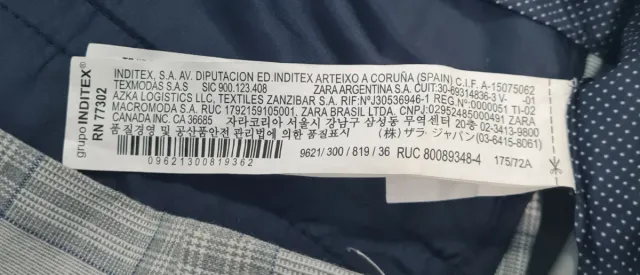 grupo INDITEX
RN 77302
INDITEX, S.A. AV. DIPUTACION ED.INDITEX ARTEIXO A CORUÑA (SPAIN) C.I.F. A-15075062
TEXMODAS S.A.S SIC 900.123.408 ZARA ARGENTINA S.A. CUIT:30-69314836-3 V- -01
AZKA LOGISTICS LLC, TEXTILES ZANZIBAR S.A. RIF:NºJ30536946-1 REG.Nº:0000051 TI-02
MACROMODA S.A. RUC 1792159105001. ZARA BRASIL LTDA. CNPJ:02952485000491 ZARA
CANADA INC. CA 36685 자라코리아 서울시 강남구 삼성동 무역센터 20층 02-3413-9800
품질경영 및 공산품안전 관리법에 의한 품질표시 (株) ザラ ジャパン (03-6415-8061)
09621300819362
9621/ 300 / 819 / 36 RUC 80089348-4 175/72A